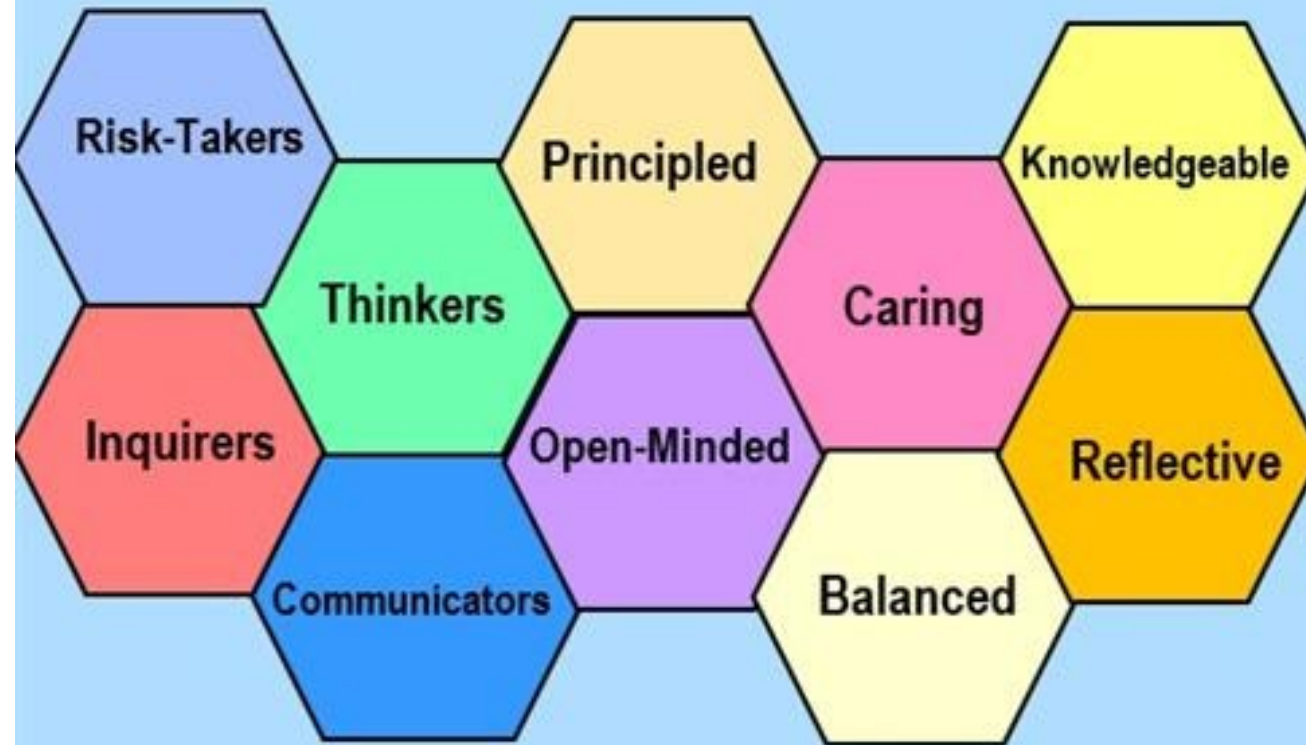 Risk-Takers
Principled
Knowledgeable
Thinkers
Caring
Inquirers
Open-Minded
Reflective
Communicators
Balanced